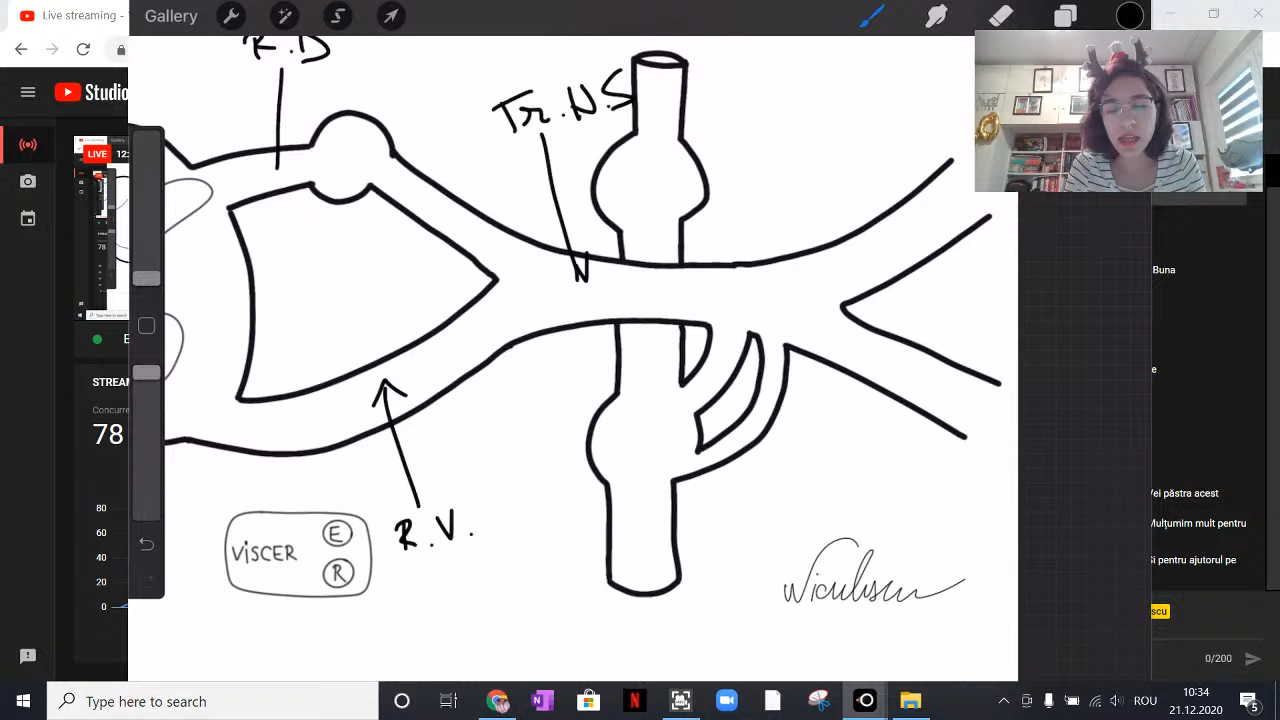 Live streaming -
Gallery
Studio
R.D
Tr.N.S
LIVE
12:
78
Buna
E
STREAM
Concurre
78
80
60
40
20
0
R.V.
VISCER
E
R
Niculescu
Vei păstra acest
Mulțumim mult pentru
Și pentru ajutorul pe
scu
0/200
Type here to search
ROU
10:34
21.12.2020
5